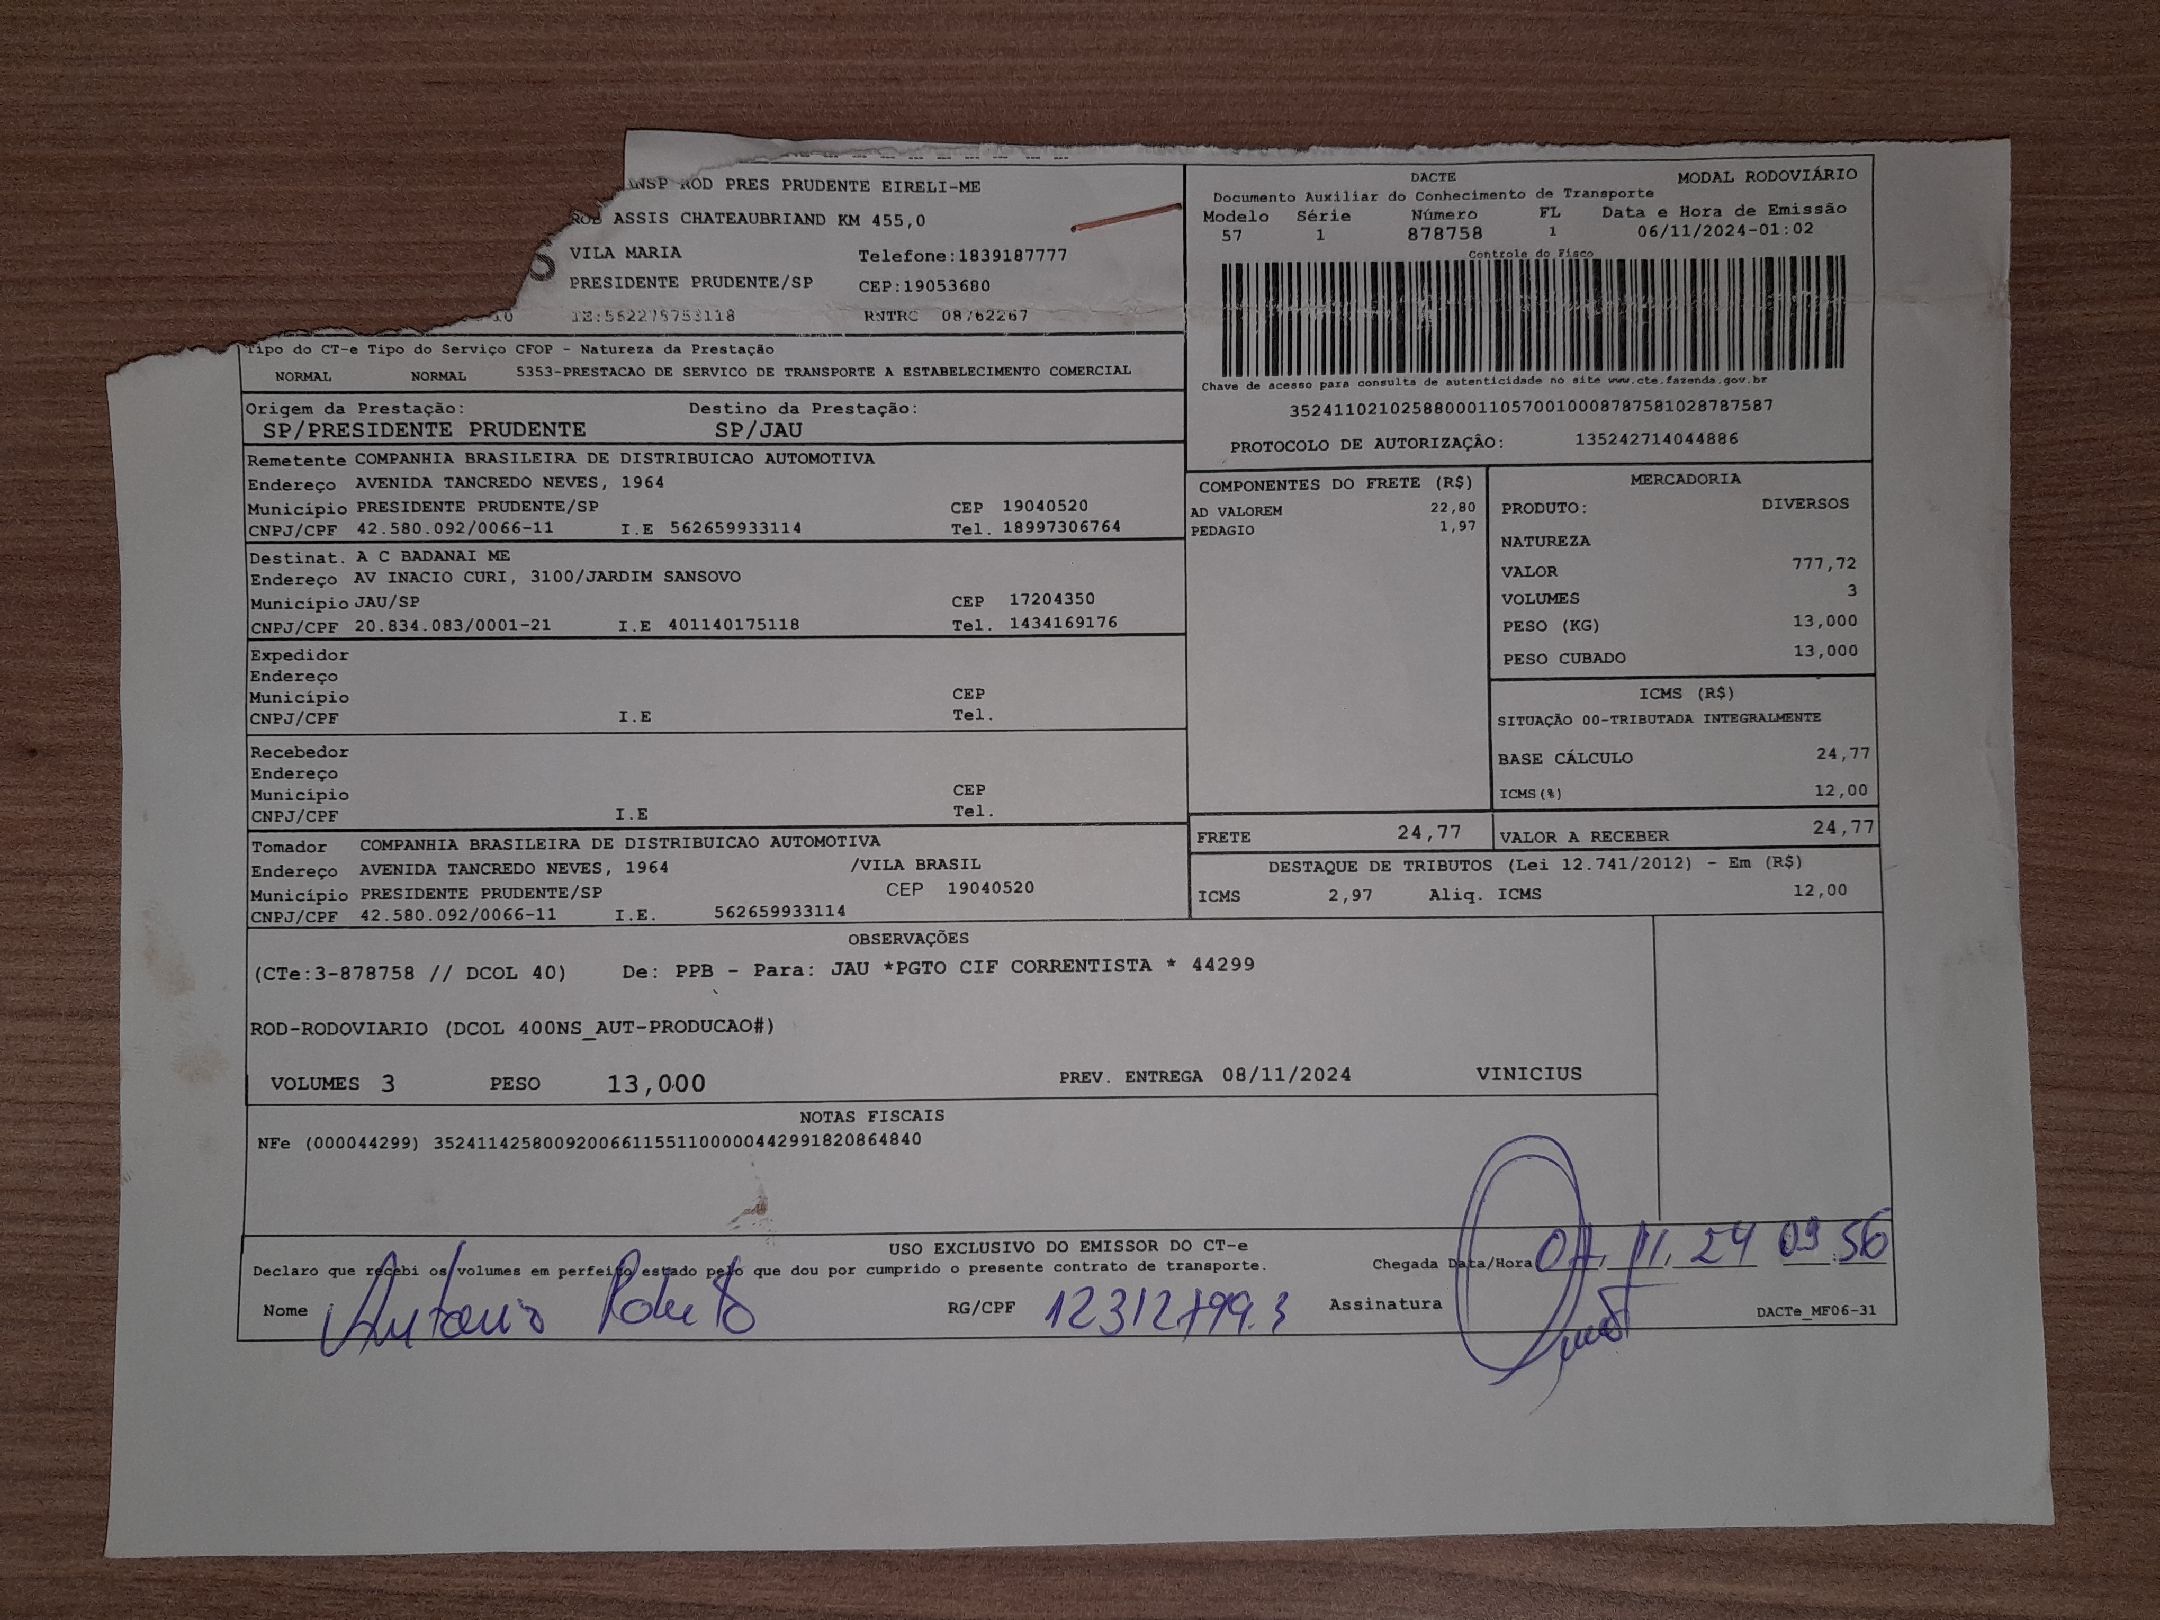 ROD PRES PRUDENTE EIRELI-ME
ROD ASSIS CHATEAUBRIAND KM 455,0
VILA MARIA Telefone:1839187777
PRESIDENTE PRUDENTE/SP CEP:19053680
IE:562275753118 RNTRC 08762267
DACTE MODAL RODOVIÁRIO
Documento Auxiliar do Conhecimento de Transporte
Modelo Série Número FL Data e Hora de Emissão
57 1 878758 1 06/11/2024-01:02
Controle do Fisco
Chave de acesso para consulta de autenticidade no site www.cte.fazenda.gov.br
35241102102588000110570010008787581028787587
PROTOCOLO DE AUTORIZAÇÂO: 135242714044886
Tipo do CT-e Tipo do Serviço CFOP - Natureza da Prestação
NORMAL NORMAL 5353-PRESTACAO DE SERVICO DE TRANSPORTE A ESTABELECIMENTO COMERCIAL
Origem da Prestação: Destino da Prestação:
SP/PRESIDENTE PRUDENTE SP/JAU
Remetente COMPANHIA BRASILEIRA DE DISTRIBUICAO AUTOMOTIVA
Endereço AVENIDA TANCREDO NEVES, 1964
Município PRESIDENTE PRUDENTE/SP CEP 19040520
CNPJ/CPF 42.580.092/0066-11 I.E 562659933114 Tel. 18997306764
Destinat. A C BADANAI ME
Endereço AV INACIO CURI, 3100/JARDIM SANSOVO
Município JAU/SP CEP 17204350
CNPJ/CPF 20.834.083/0001-21 I.E 401140175118 Tel. 1434169176
Expedidor
Endereço
Município CEP
CNPJ/CPF I.E Tel.
Recebedor
Endereço
Município CEP
CNPJ/CPF I.E Tel.
Tomador COMPANHIA BRASILEIRA DE DISTRIBUICAO AUTOMOTIVA
Endereço AVENIDA TANCREDO NEVES, 1964 /VILA BRASIL
Município PRESIDENTE PRUDENTE/SP CEP 19040520
CNPJ/CPF 42.580.092/0066-11 I.E. 562659933114
COMPONENTES DO FRETE (R$)
AD VALOREM 22,80
PEDAGIO 1,97
MERCADORIA
PRODUTO: DIVERSOS
NATUREZA
VALOR 777,72
VOLUMES 3
PESO (KG) 13,000
PESO CUBADO 13,000
ICMS (R$)
SITUAÇÃO 00-TRIBUTADA INTEGRALMENTE
BASE CÁLCULO 24,77
ICMS(%) 12,00
FRETE 24,77 VALOR A RECEBER 24,77
DESTAQUE DE TRIBUTOS (Lei 12.741/2012) - Em (R$)
ICMS 2,97 Aliq. ICMS 12,00
OBSERVAÇÕES
(CTe:3-878758 // DCOL 40) De: PPB - Para: JAU *PGTO CIF CORRENTISTA * 44299
ROD-RODOVIARIO (DCOL 400NS_AUT-PRODUCAO#)
VOLUMES 3 PESO 13,000 PREV. ENTREGA 08/11/2024 VINICIUS
NOTAS FISCAIS
NFe (000044299) 35241142580092006611551100000442991820864840
USO EXCLUSIVO DO EMISSOR DO CT-e
Declaro que recebi os volumes em perfeito estado pelo que dou por cumprido o presente contrato de transporte. Chegada Data/Hora 07.11.24 09:56
Nome Antonio Roberto RG/CPF 12312799.3 Assinatura DACTe_MF06-31